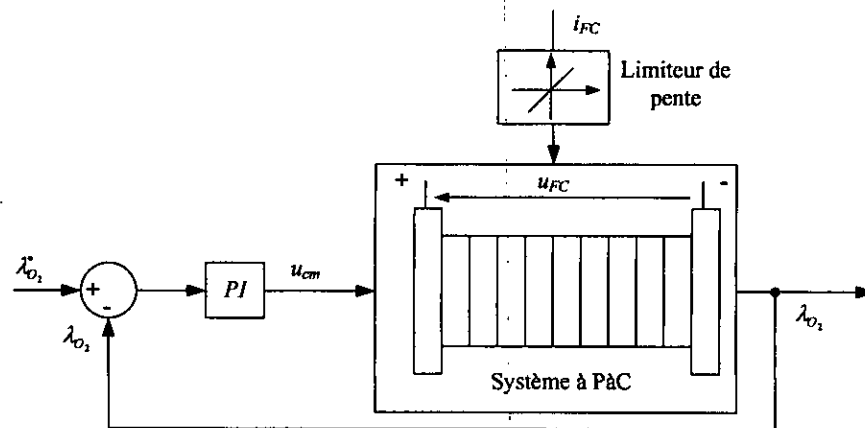 i_FC
Limiteur de
pente
+
-
u_FC
λ*_O₂
+
-
PI
u_cm
λ_O₂
λ_O₂
Système à PàC